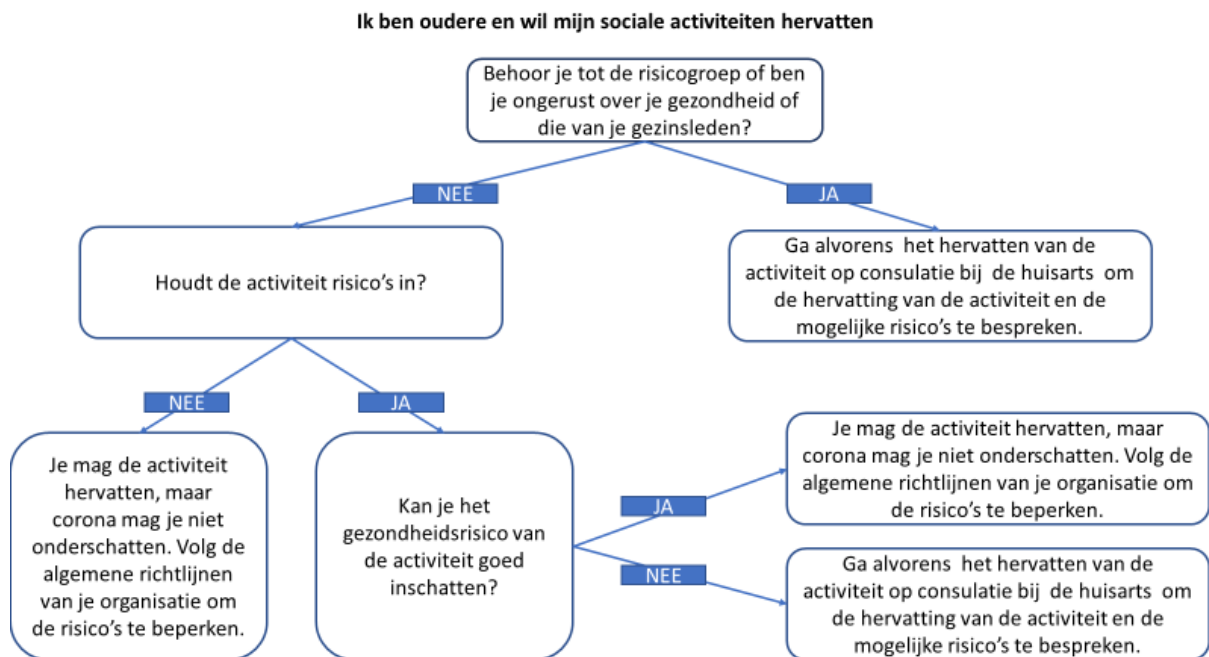 Ik ben oudere en wil mijn sociale activiteiten hervatten
Behoor je tot de risicogroep of ben
je ongerust over je gezondheid of
die van je gezinsleden?
NEE
JA
Houdt de activiteit risico's in?
Ga alvorens het hervatten van de
activiteit op consulatie bij de huisarts om
de hervatting van de activiteit en de
mogelijke risico's te bespreken.
NEE
JA
Je mag de activiteit
hervatten, maar
corona mag je niet
onderschatten. Volg de
algemene richtlijnen
van je organisatie om
de risico's te beperken.
Kan je het
gezondheidsrisico van
de activiteit goed
inschatten?
JA
Je mag de activiteit hervatten, maar
corona mag je niet onderschatten. Volg de
algemene richtlijnen van je organisatie om
de risico's te beperken.
NEE
Ga alvorens het hervatten van de
activiteit op consulatie bij de huisarts om
de hervatting van de activiteit en de
mogelijke risico's te bespreken.